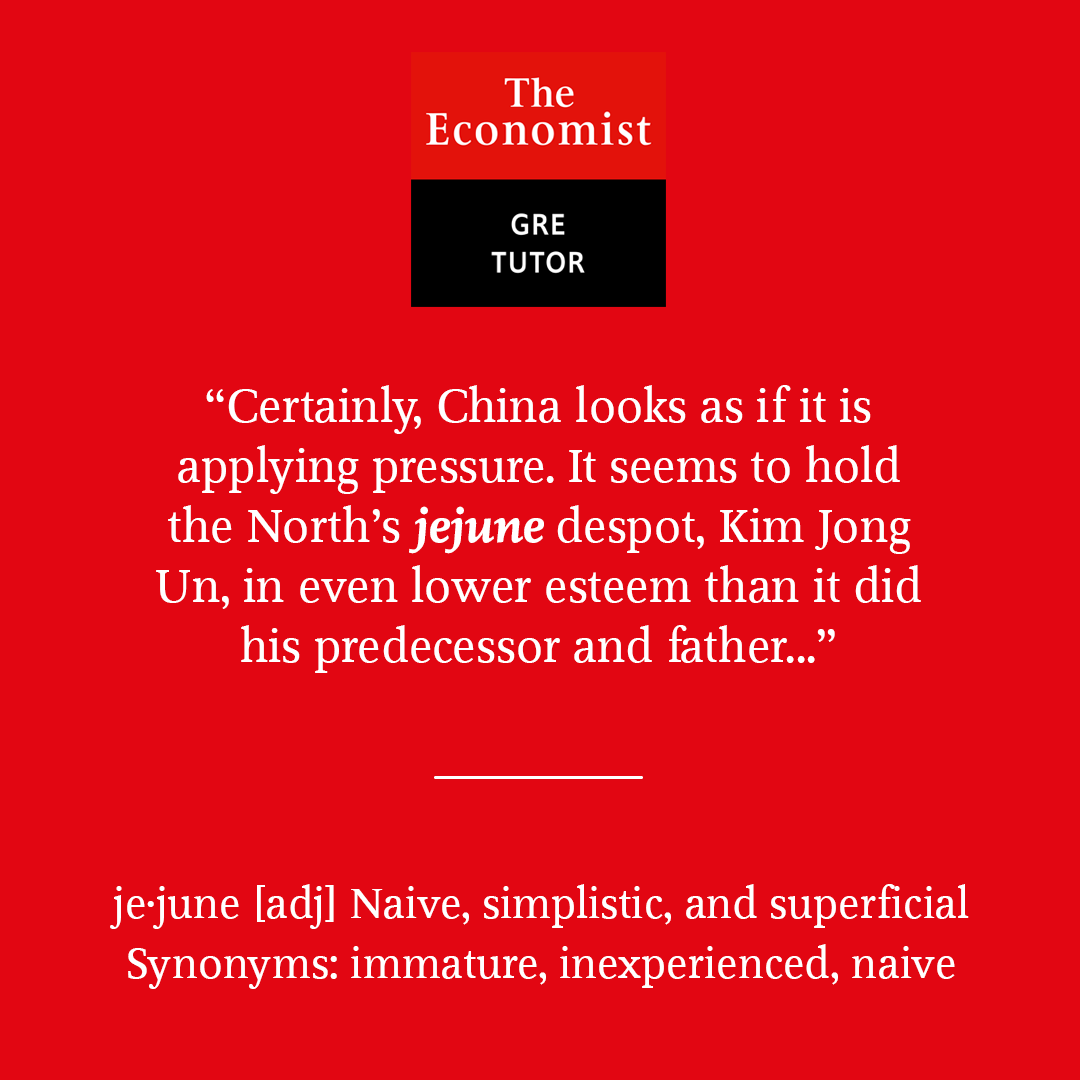 The
Economist
GRE
TUTOR
“Certainly, China looks as if it is
applying pressure. It seems to hold
the North’s jejune despot, Kim Jong
Un, in even lower esteem than it did
his predecessor and father...”
je·june [adj] Naive, simplistic, and superficial
Synonyms: immature, inexperienced, naive